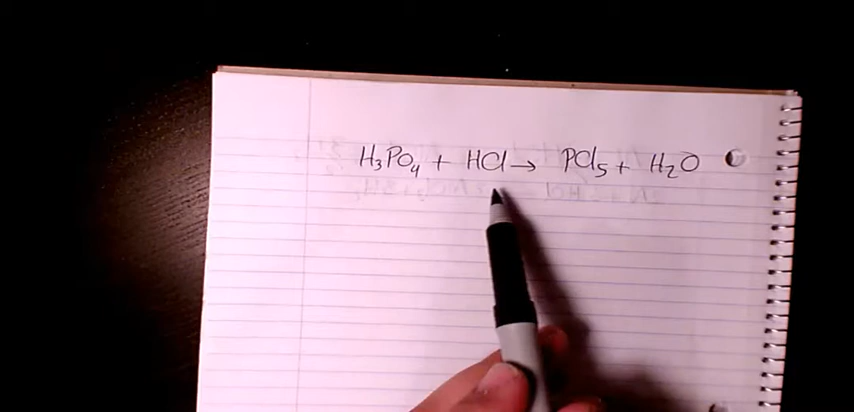 H₃PO₄ + HCl → PCl₅ + H₂O